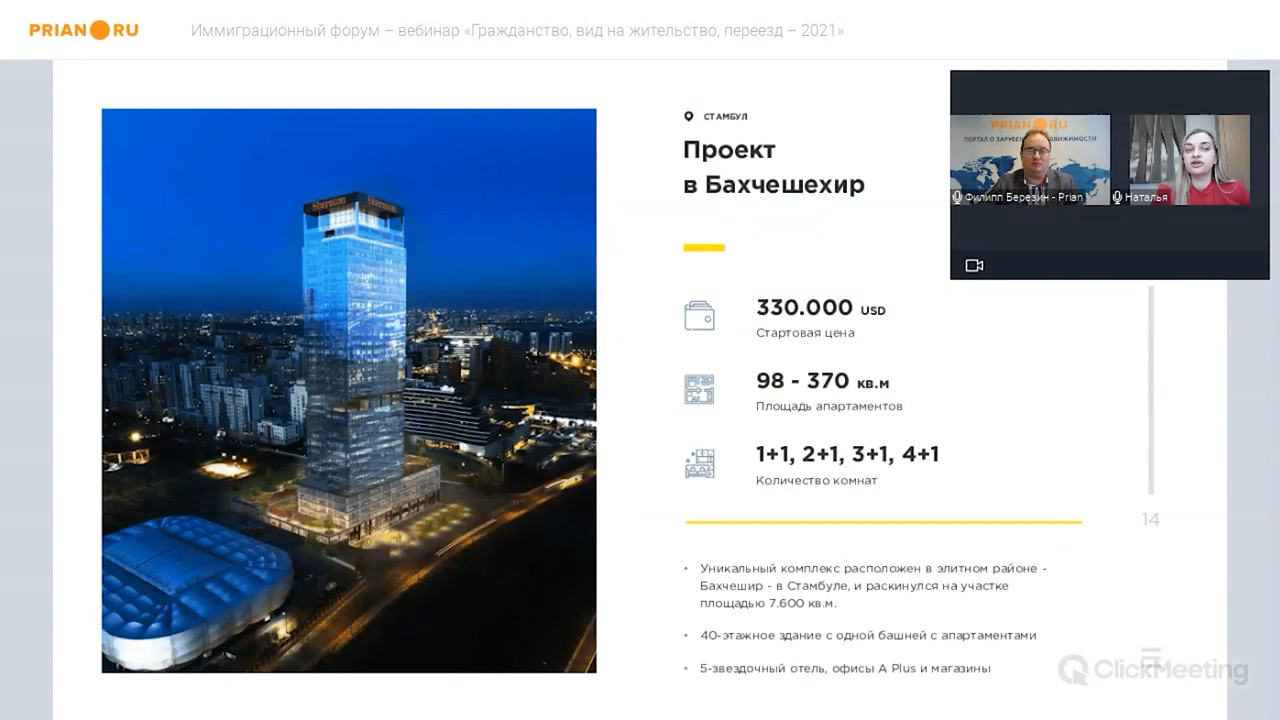 PRIAN RU
Иммиграционный форум – вебинар «Гражданство, вид на жительство, переезд – 2021»
СТАМБУЛ
Проект
в Бахчешехир
PRIAN RU
Филипп Березин - Prian
Наталья
Sheraton Sheraton
330.000 USD
Стартовая цена
98 - 370 кв.м
Площадь апартаментов
1+1, 2+1, 3+1, 4+1
Количество комнат
14
• Уникальный комплекс расположен в элитном районе -
Бахчешир - в Стамбуле, и раскинулся на участке
площадью 7.600 кв.м.
• 40-этажное здание с одной башней с апартаментами
• 5-звездочный отель, офисы A Plus и магазины
ClickMeeting